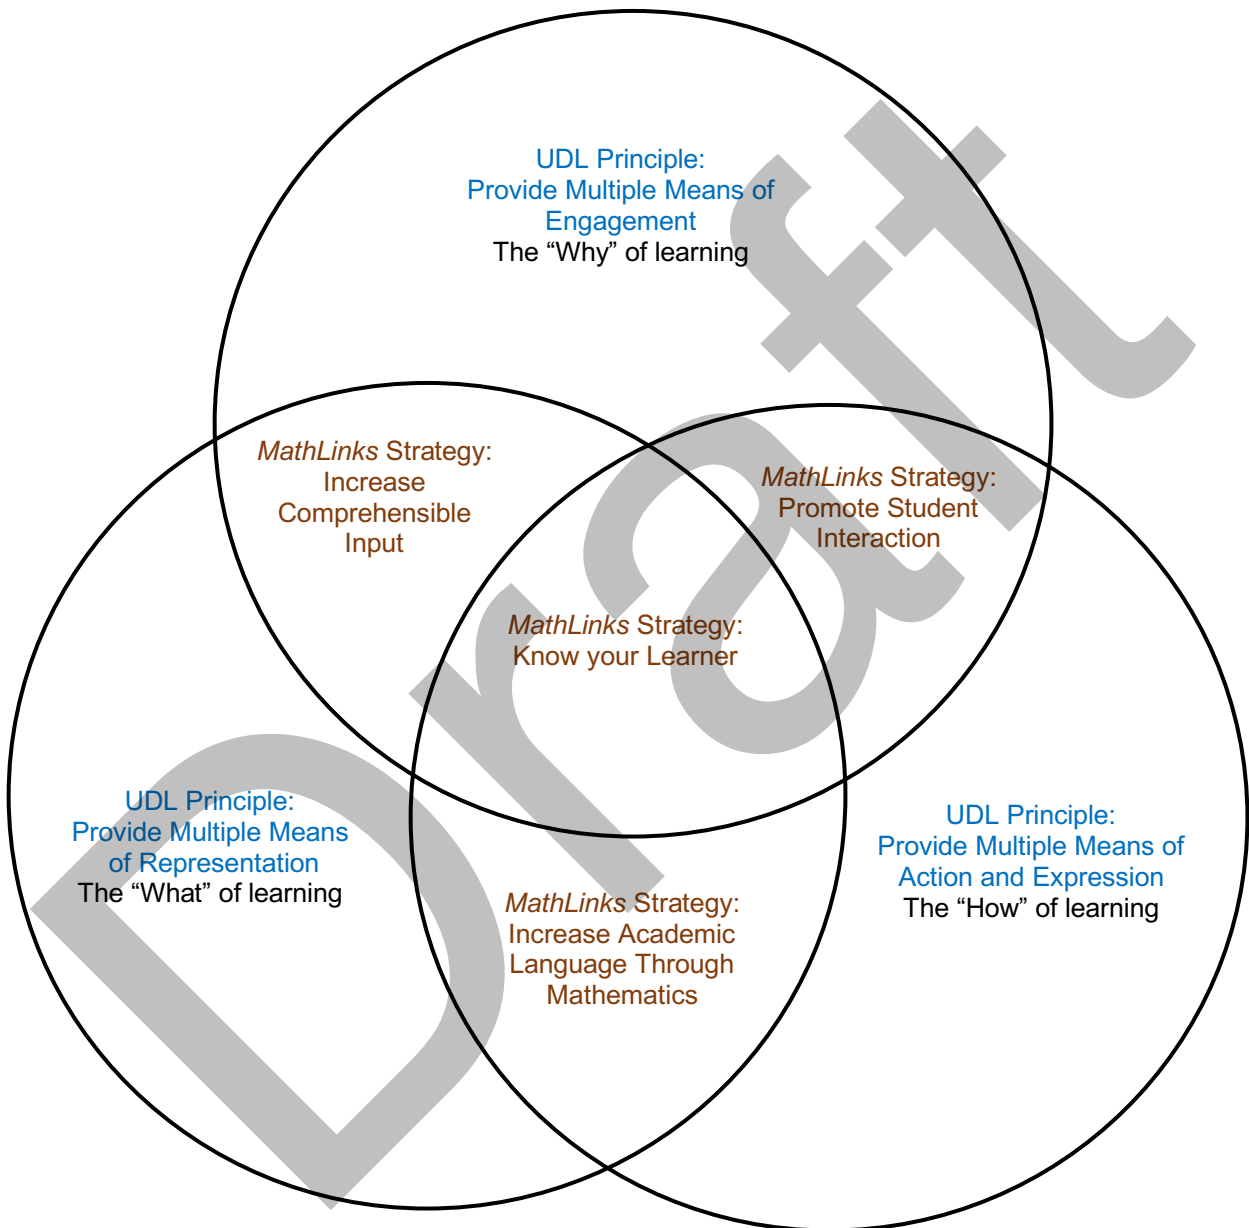 UDL Principle:
Provide Multiple Means of
Engagement
The “Why” of learning
MathLinks Strategy:
Increase
Comprehensible
Input
MathLinks Strategy:
Promote Student
Interaction
MathLinks Strategy:
Know your Learner
UDL Principle:
Provide Multiple Means
of Representation
The “What” of learning
UDL Principle:
Provide Multiple Means of
Action and Expression
The “How” of learning
MathLinks Strategy:
Increase Academic
Language Through
Mathematics
Draft